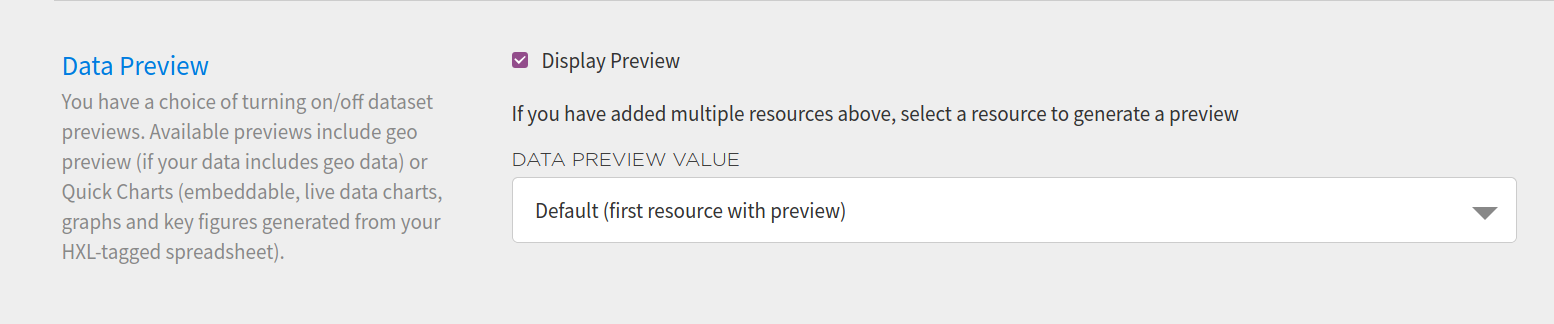 Data Preview
You have a choice of turning on/off dataset
previews. Available previews include geo
preview (if your data includes geo data) or
Quick Charts (embeddable, live data charts,
graphs and key figures generated from your
HXL-tagged spreadsheet).
Display Preview
If you have added multiple resources above, select a resource to generate a preview
DATA PREVIEW VALUE
Default (first resource with preview)